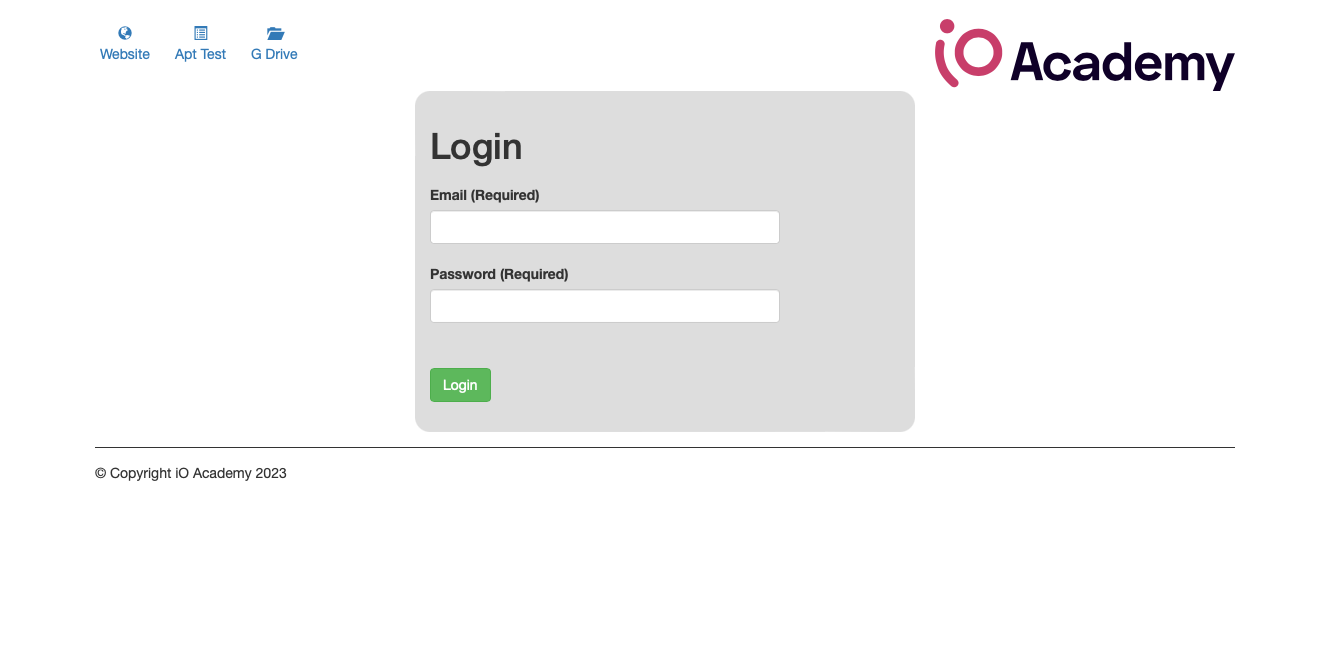 Website Apt Test G Drive
iO Academy
Login
Email (Required)
Password (Required)
Login
© Copyright iO Academy 2023